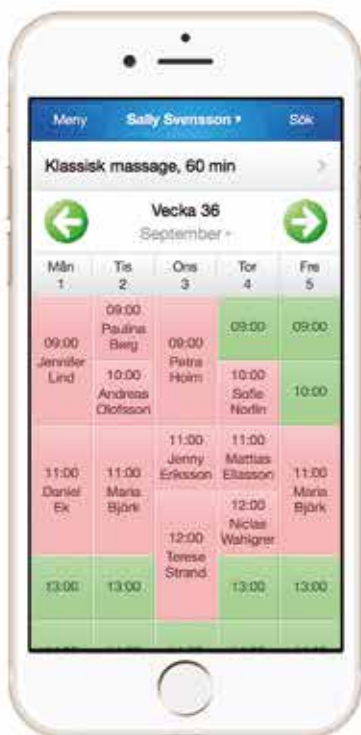 Meny Sally Svensson ▾ Sök
Klassisk massage, 60 min
Vecka 36
September
Mån Tis Ons Tor Fre
1 2 3 4 5
09:00 Jennifer Lind
11:00 Daniel Ek
13:00
09:00 Paulina Berg
10:00 Andreas Olofsson
11:00 Maria Björk
13:00
09:00 Petra Holm
11:00 Jenny Eriksson
12:00 Terese Strand
09:00
10:00 Sofie Nordin
11:00 Mattias Eliasson
12:00 Niclas Wahlgrer
13:00
09:00
10:00
11:00 Maria Björk
13:00